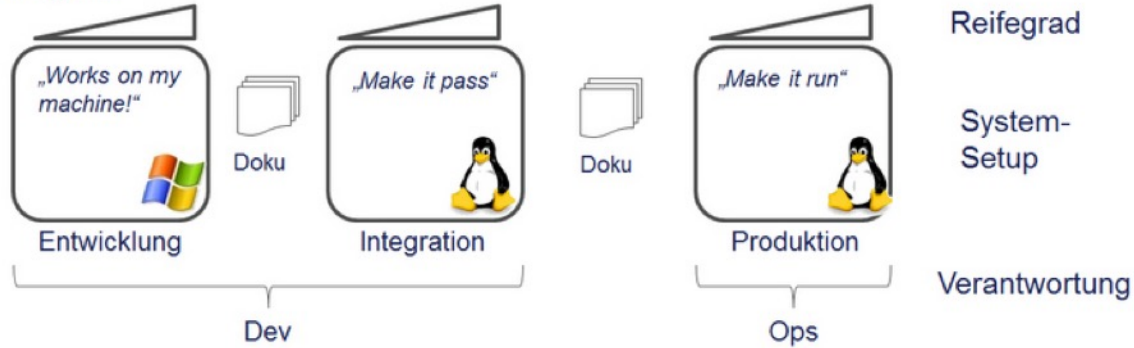 Reifegrad
„Works on my
machine!“
Doku
„Make it pass“
Doku
„Make it run“
System-
Setup
Entwicklung
Integration
Produktion
Verantwortung
Dev
Ops